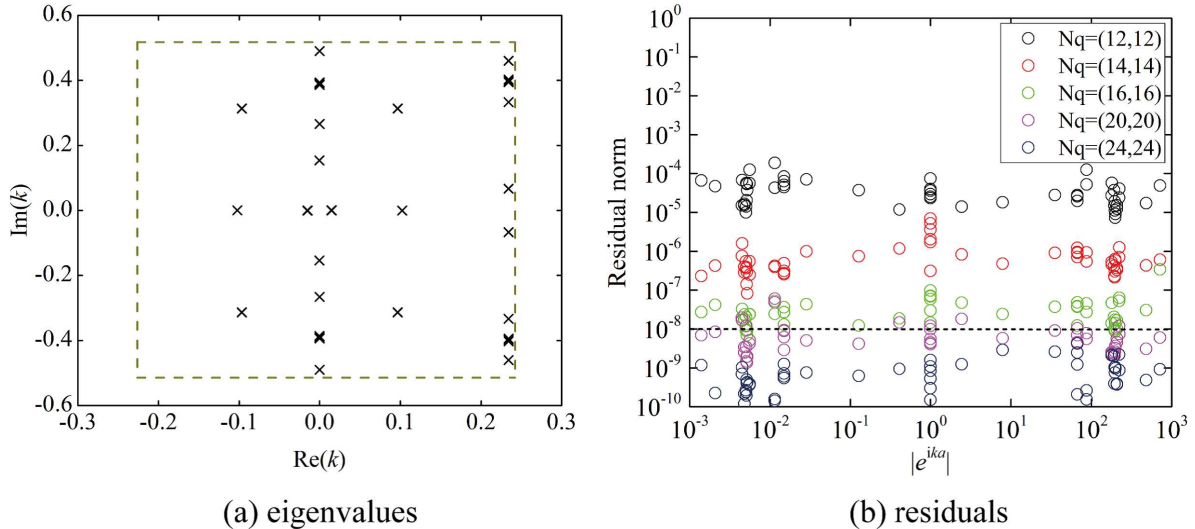 0.6
0.4
0.2
0.0
-0.2
-0.4
-0.6
Im(k)
-0.3
-0.2
-0.1
0.0
0.1
0.2
0.3
Re(k)
(a) eigenvalues
10^0
10^-1
10^-2
10^-3
10^-4
10^-5
10^-6
10^-7
10^-8
10^-9
10^-10
Residual norm
Nq=(12,12)
Nq=(14,14)
Nq=(16,16)
Nq=(20,20)
Nq=(24,24)
10^-3
10^-2
10^-1
10^0
10^1
10^2
10^3
|e^ika|
(b) residuals